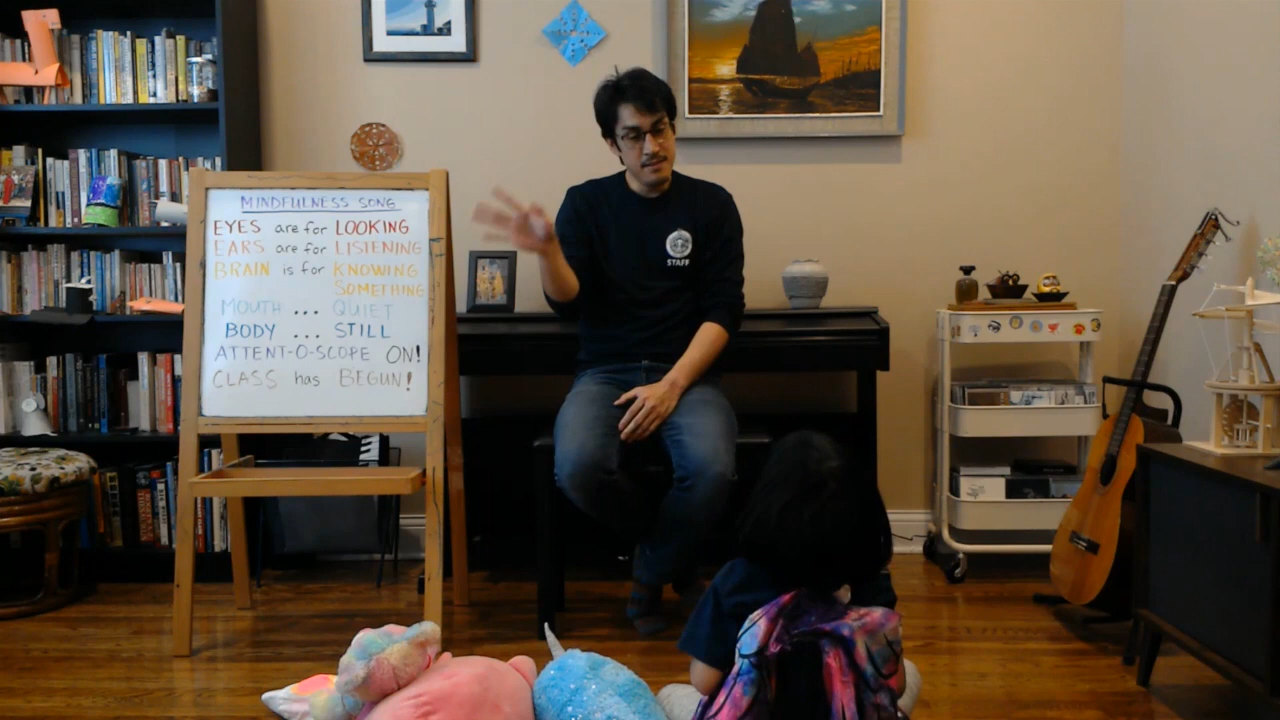 MINDFULNESS SONG
EYES are for LOOKING
EARS are for LISTENING
BRAIN is for KNOWING
SOMETHING
MOUTH ... QUIET
BODY ... STILL
ATTENT-O-SCOPE ON!
CLASS has BEGUN!
STAFF